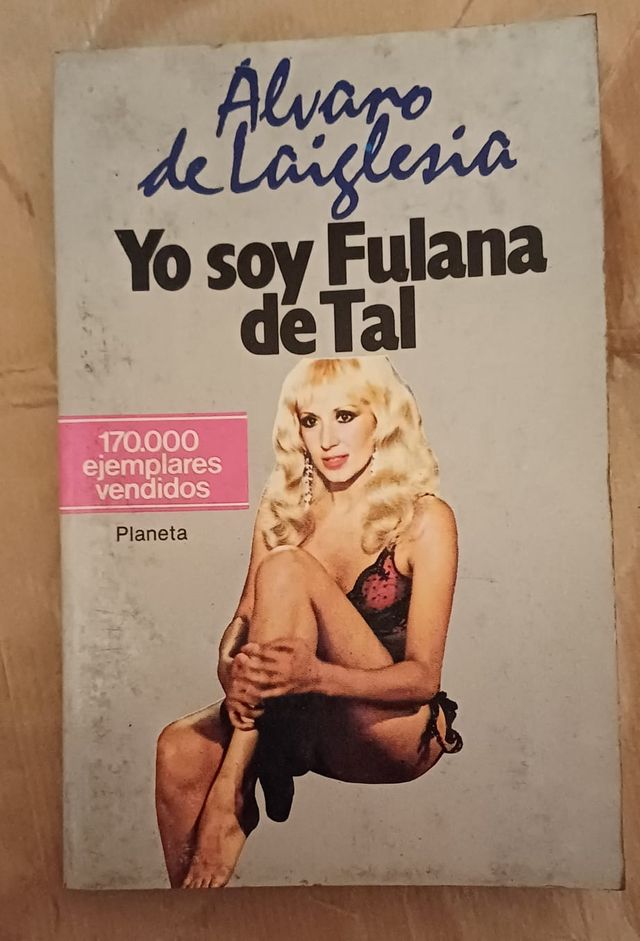 Álvaro
de Laiglesia
Yo soy Fulana
de Tal
170.000
ejemplares
vendidos
Planeta